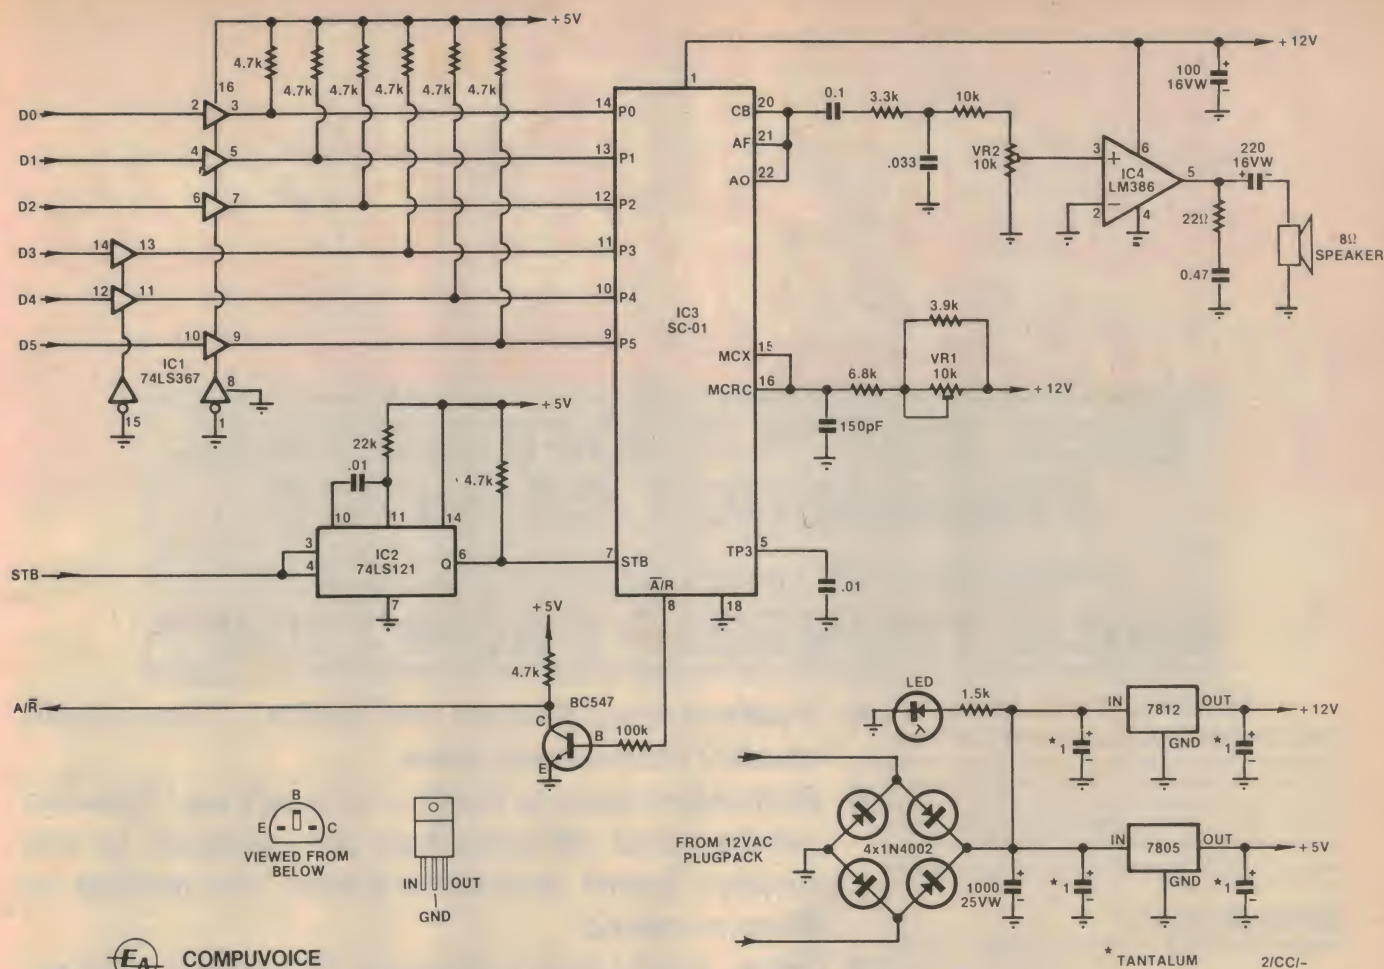 +5V
+12V
4.7k
4.7k
4.7k
4.7k
4.7k
4.7k
16
1
100
16VW
+
-
D0
2
3
14
P0
CB
20
0.1
3.3k
10k
D1
4
5
13
P1
AF
21
.033
VR2
10k
3
+
6
IC4
LM386
5
220
16VW
+
-
D2
6
7
12
P2
AO
22
2
-
4
22Ω
D3
14
13
11
P3
8Ω
SPEAKER
D4
12
11
10
P4
0.47
D5
10
9
9
P5
IC3
SC-01
3.9k
IC1
74LS367
8
MCX
15
6.8k
VR1
10k
15
1
MCRC
16
+12V
+5V
150pF
22k
.01
4.7k
10
11
14
3
4
IC2
74LS121
Q
6
7
STB
TP3
5
STB
7
A̅/R
8
18
.01
+5V
4.7k
A/R̅
BC547
C
B
E
100k
LED
λ
1.5k
IN
7812
OUT
+12V
GND
*1
+
-
*1
+
-
B
E
C
VIEWED FROM
BELOW
IN
OUT
GND
FROM 12VAC
PLUGPACK
4x1N4002
1000
25VW
+
-
IN
7805
OUT
+5V
GND
*1
+
-
*1
+
-
EA
COMPUVOICE
* TANTALUM
2/CC/-